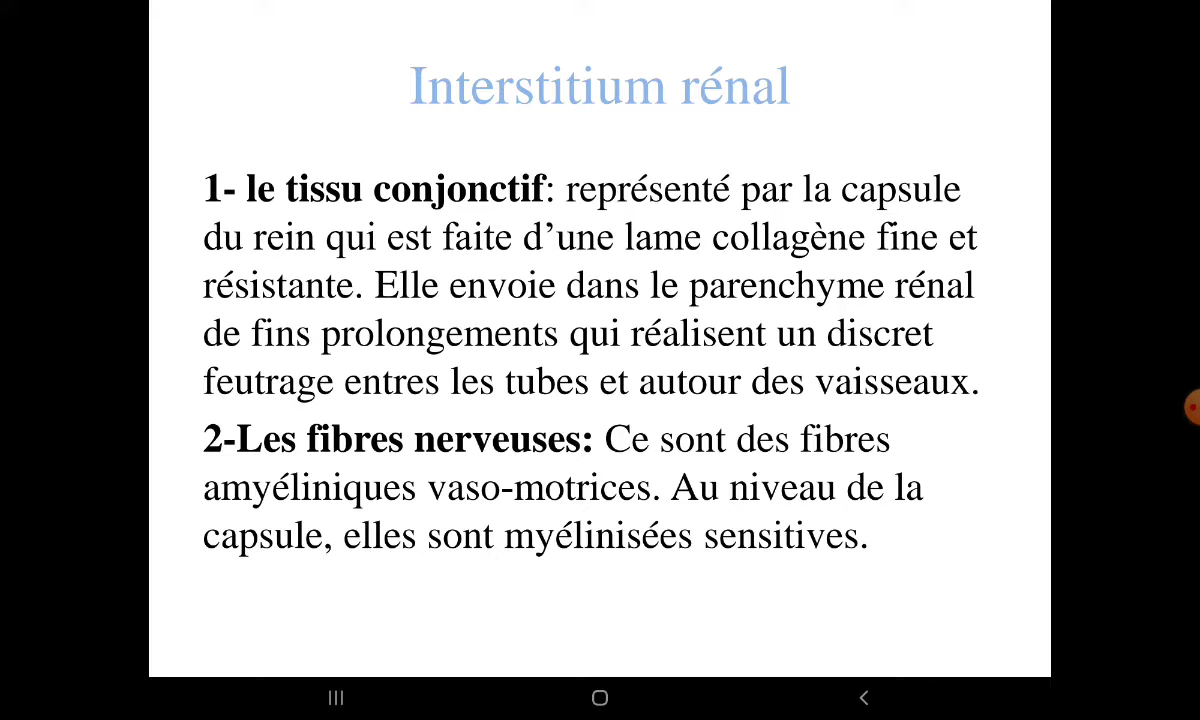 Interstitium rénal
1- le tissu conjonctif: représenté par la capsule
du rein qui est faite d’une lame collagène fine et
résistante. Elle envoie dans le parenchyme rénal
de fins prolongements qui réalisent un discret
feutrage entres les tubes et autour des vaisseaux.
2-Les fibres nerveuses: Ce sont des fibres
amyéliniques vaso-motrices. Au niveau de la
capsule, elles sont myélinisées sensitives.